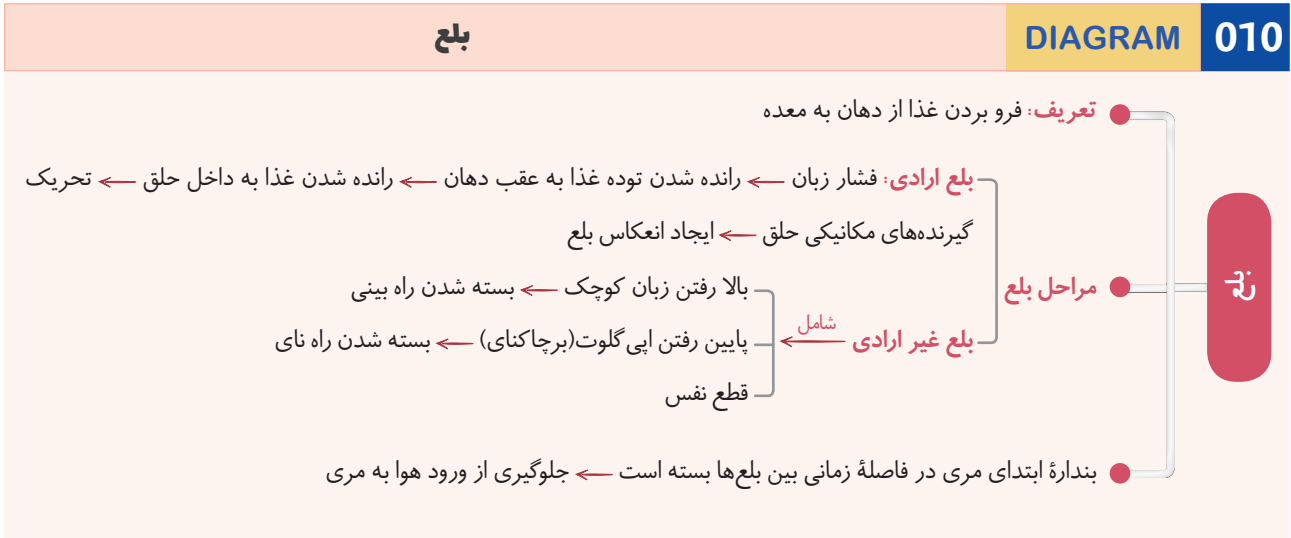 010 DIAGRAM بلع
تعریف: فرو بردن غذا از دهان به معده
بلع ارادی: فشار زبان ← رانده شدن توده غذا به عقب دهان ← رانده شدن غذا به داخل حلق ← تحریک
گیرنده‌های مکانیکی حلق ← ایجاد انعکاس بلع
بلع
مراحل بلع
بالا رفتن زبان کوچک ← بسته شدن راه بینی
بلع غیر ارادی شامل ← پایین رفتن اپی‌گلوت(برچاکنای) ← بسته شدن راه نای
قطع نفس
بندارهٔ ابتدای مری در فاصلهٔ زمانی بین بلع‌ها بسته است ← جلوگیری از ورود هوا به مری